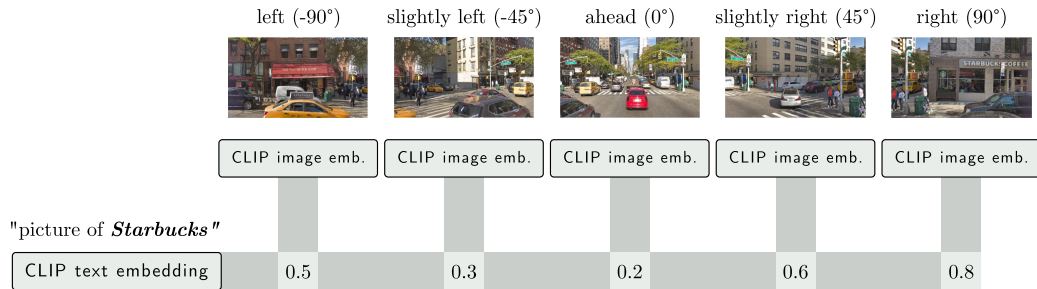 left (-90°) slightly left (-45°) ahead (0°) slightly right (45°) right (90°)
STARBUCKS COFFEE
CLIP image emb. CLIP image emb. CLIP image emb. CLIP image emb. CLIP image emb.
"picture of Starbucks"
CLIP text embedding 0.5 0.3 0.2 0.6 0.8